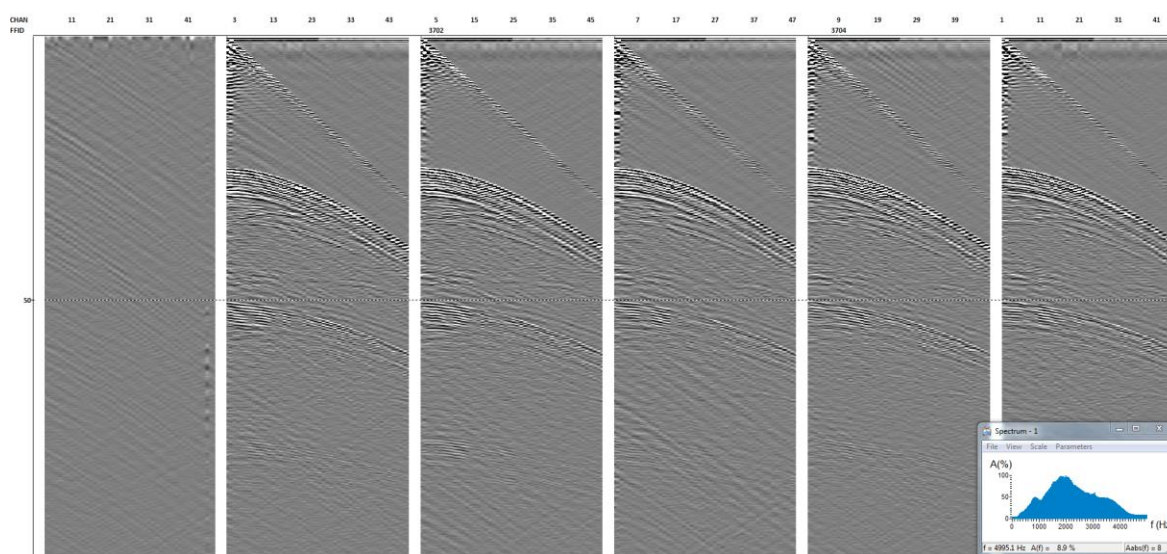 CHAN 11 21 31 41 3 13 23 33 43 5 15 25 35 45 7 17 27 37 47 9 19 29 39 1 11 21 31 41
FFID 3702 3704
50
Spectrum - 1
File View Scale Parameters
A(%)
100
50
0
0 1000 2000 3000 4000 f (Hz
f = 4995.1 Hz A(f) = 8.9 % Aabs(f) = 8